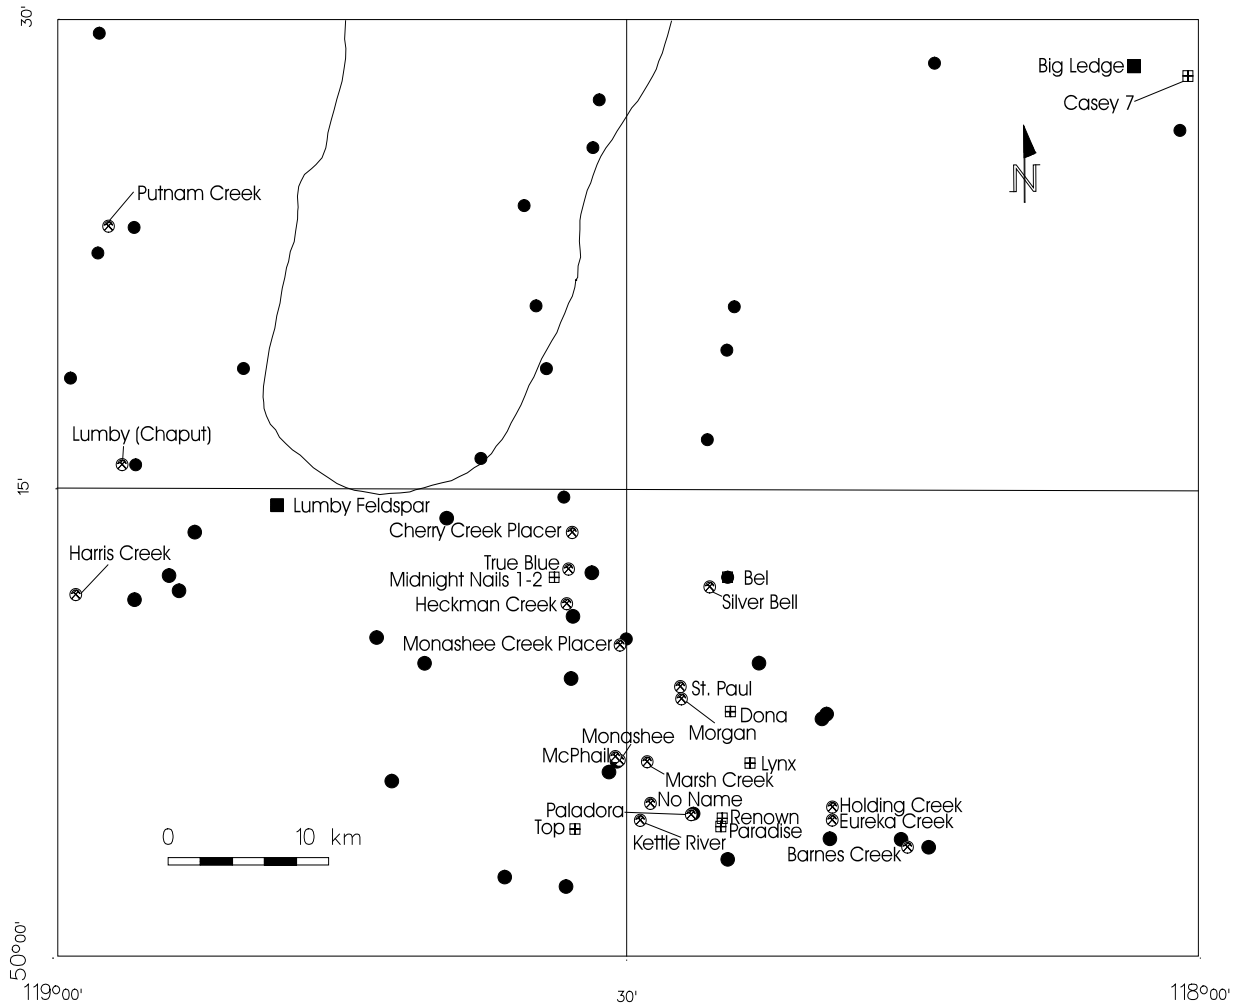 30'
Big Ledge
Casey 7
N
Putnam Creek
Lumby (Chaput)
15'
Lumby Feldspar
Cherry Creek Placer
Harris Creek
True Blue
Midnight Nails 1-2
Bel
Heckman Creek
Silver Bell
Monashee Creek Placer
St. Paul
Dona
Morgan
Monashee
McPhail
Lynx
Marsh Creek
No Name
Holding Creek
Paladora
Renown
Eureka Creek
Top
Paradise
0 10 km
Kettle River
Barnes Creek
50°00'
119°00' 30' 118°00'